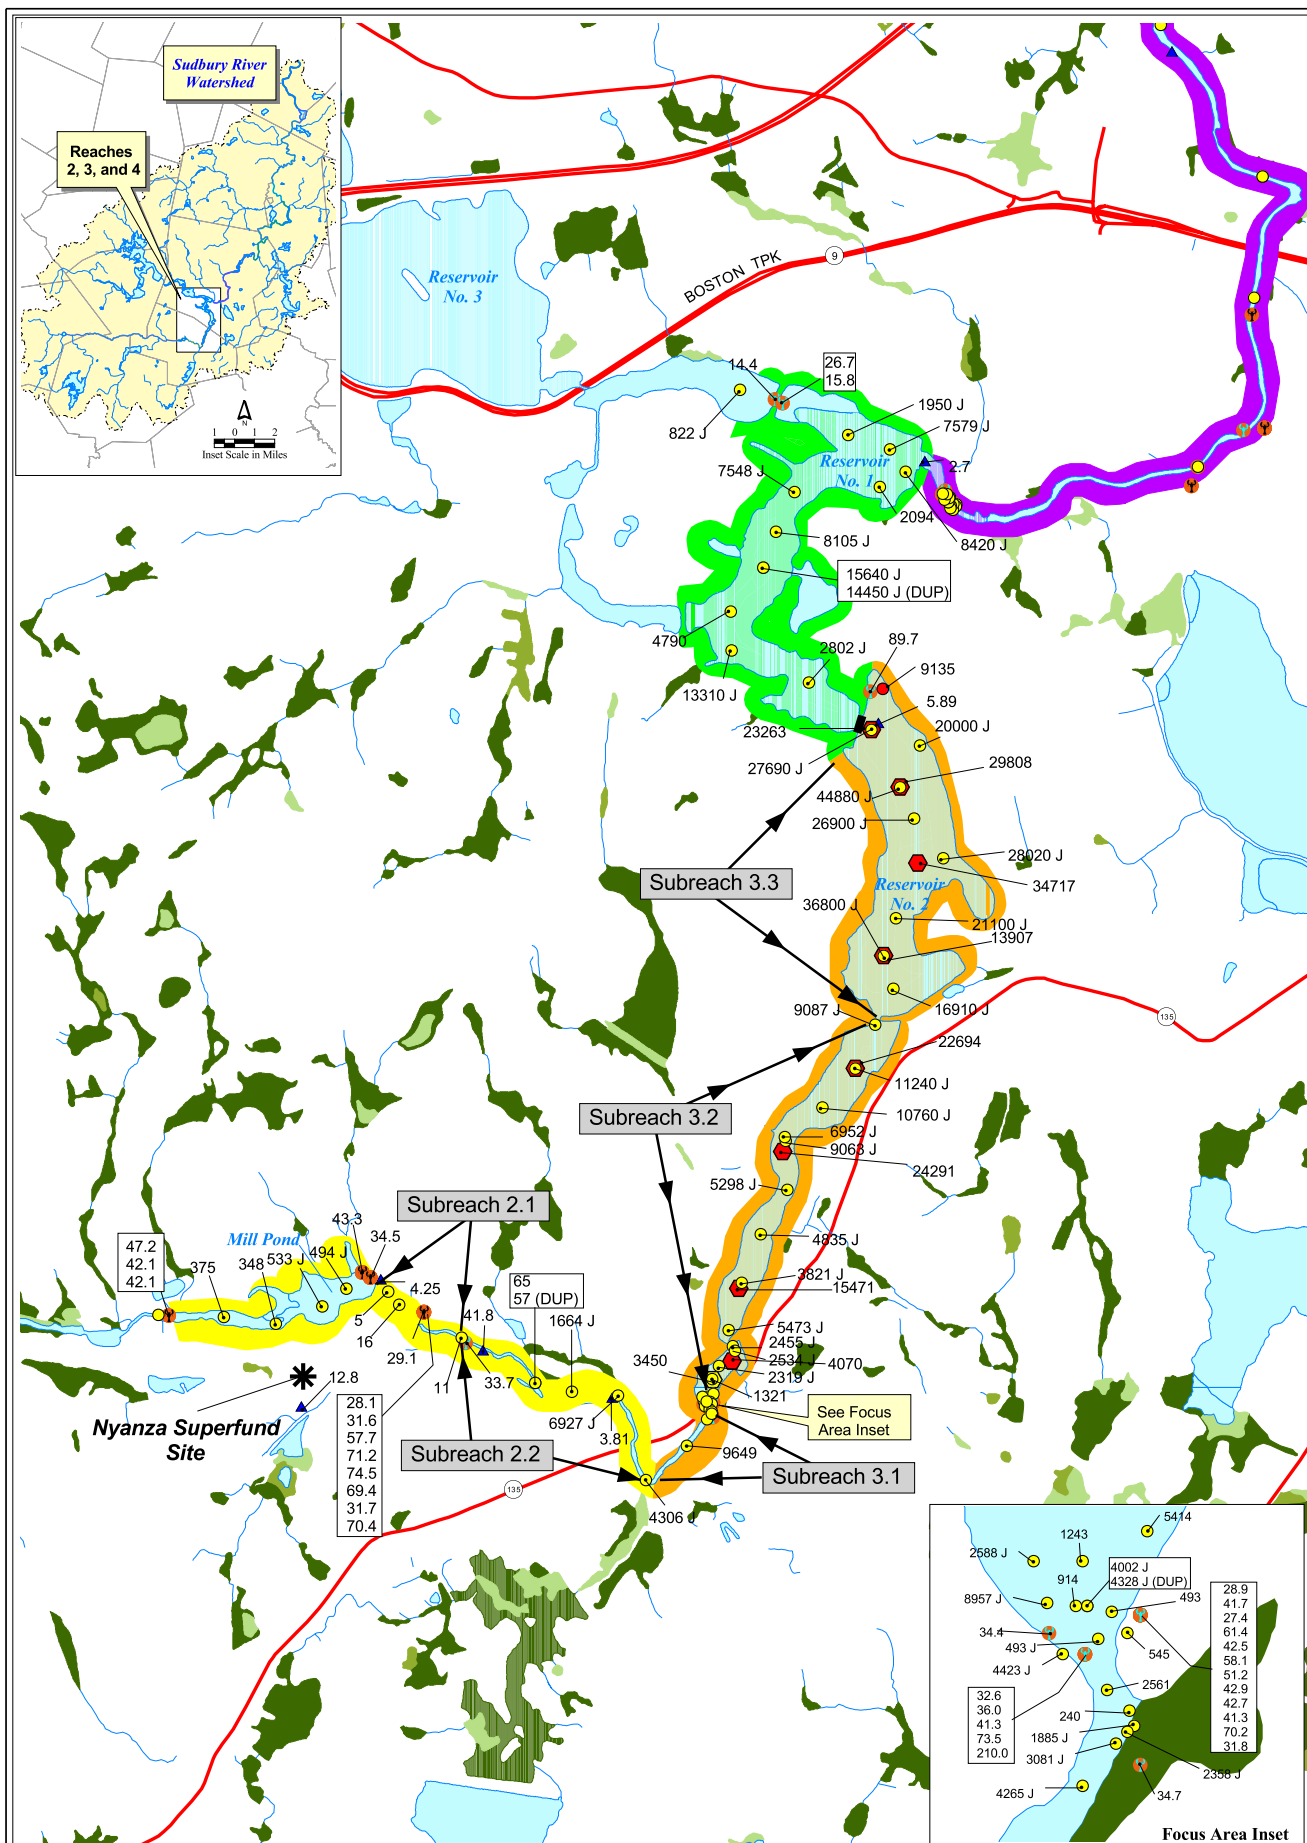 Sudbury River
Watershed
Reaches
2, 3, and 4
N
1 0 1 2
Inset Scale in Miles
Reservoir
No. 3
BOSTON TPK
9
14.4
26.7
15.8
822 J
1950 J
7579 J
Reservoir
No. 1
2.7
7548 J
2094
8420 J
8105 J
15640 J
14450 J (DUP)
4790
2802 J
89.7
9135
13310 J
5.89
23263
20000 J
27690 J
29808
44880 J
26900 J
28020 J
34717
Subreach 3.3
Reservoir
No. 2
36800 J
21100 J
13907
16910 J
9087 J
135
22694
11240 J
Subreach 3.2
10760 J
6952 J
9063 J
24291
5298 J
4835 J
3821 J
15471
5473 J
2455 J
2534 J
4070
2319 J
3450
1321
See Focus
Area Inset
9649
Subreach 3.1
4306 J
Subreach 2.1
Mill Pond
43.3
34.5
47.2
42.1
42.1
375
348
533 J
494 J
4.25
5
16
65
57 (DUP)
41.8
1664 J
29.1
11
33.7
6927 J
3.81
12.8
Nyanza Superfund
Site
28.1
31.6
57.7
71.2
74.5
69.4
31.7
70.4
Subreach 2.2
135
5414
1243
2588 J
4002 J
4328 J (DUP)
914
8957 J
493
34.4
493 J
545
4423 J
28.9
41.7
27.4
61.4
42.5
58.1
51.2
42.9
42.7
41.3
70.2
31.8
2561
32.6
36.0
41.3
73.5
210.0
240
1885 J
3081 J
2358 J
4265 J
34.7
Focus Area Inset